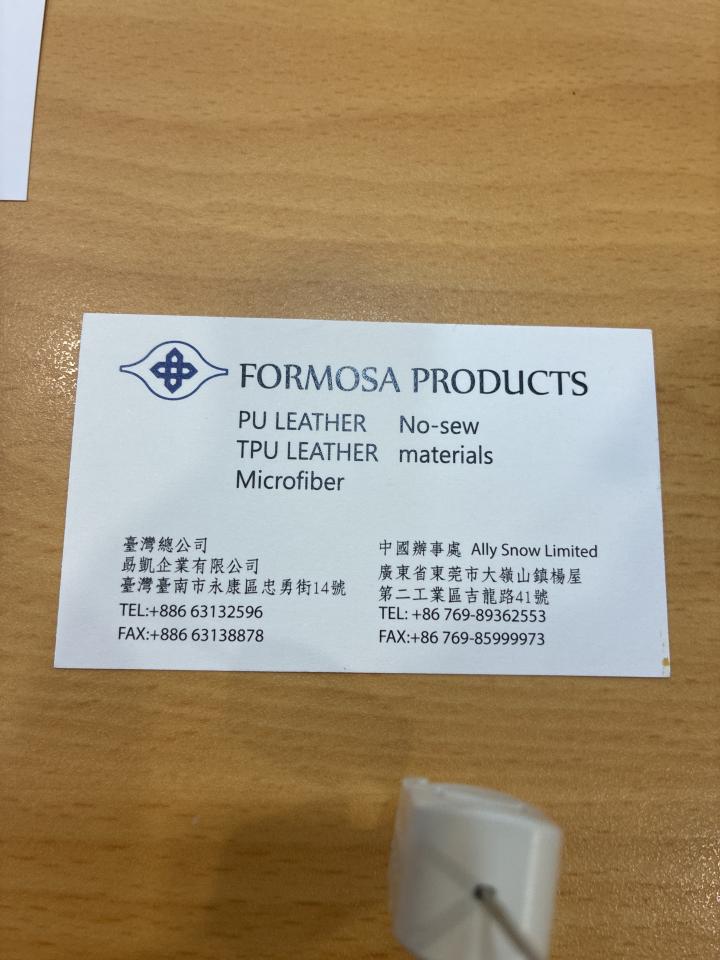 FORMOSA PRODUCTS
PU LEATHER No-sew
TPU LEATHER materials
Microfiber
臺灣總公司
勗凱企業有限公司
臺灣臺南市永康區忠勇街14號
TEL:+886 63132596
FAX:+886 63138878
中國辦事處 Ally Snow Limited
廣東省東莞市大嶺山鎮楊屋
第二工業區吉龍路41號
TEL: +86 769-89362553
FAX:+86 769-85999973